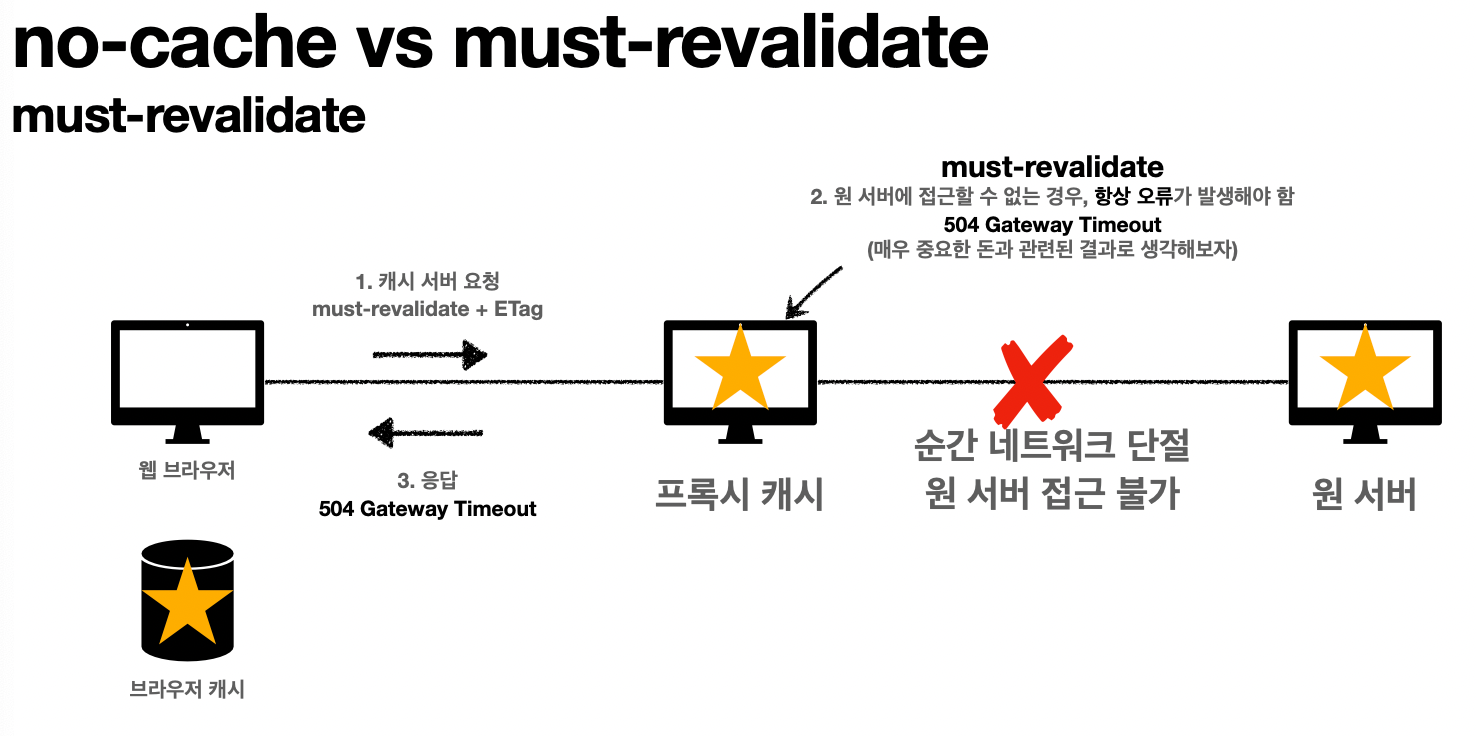 no-cache vs must-revalidate
must-revalidate
must-revalidate
2. 원 서버에 접근할 수 없는 경우, 항상 오류가 발생해야 함
504 Gateway Timeout
(매우 중요한 돈과 관련된 결과로 생각해보자)
1. 캐시 서버 요청
must-revalidate + ETag
웹 브라우저
3. 응답
504 Gateway Timeout
프록시 캐시
순간 네트워크 단절
원 서버 접근 불가
원 서버
브라우저 캐시